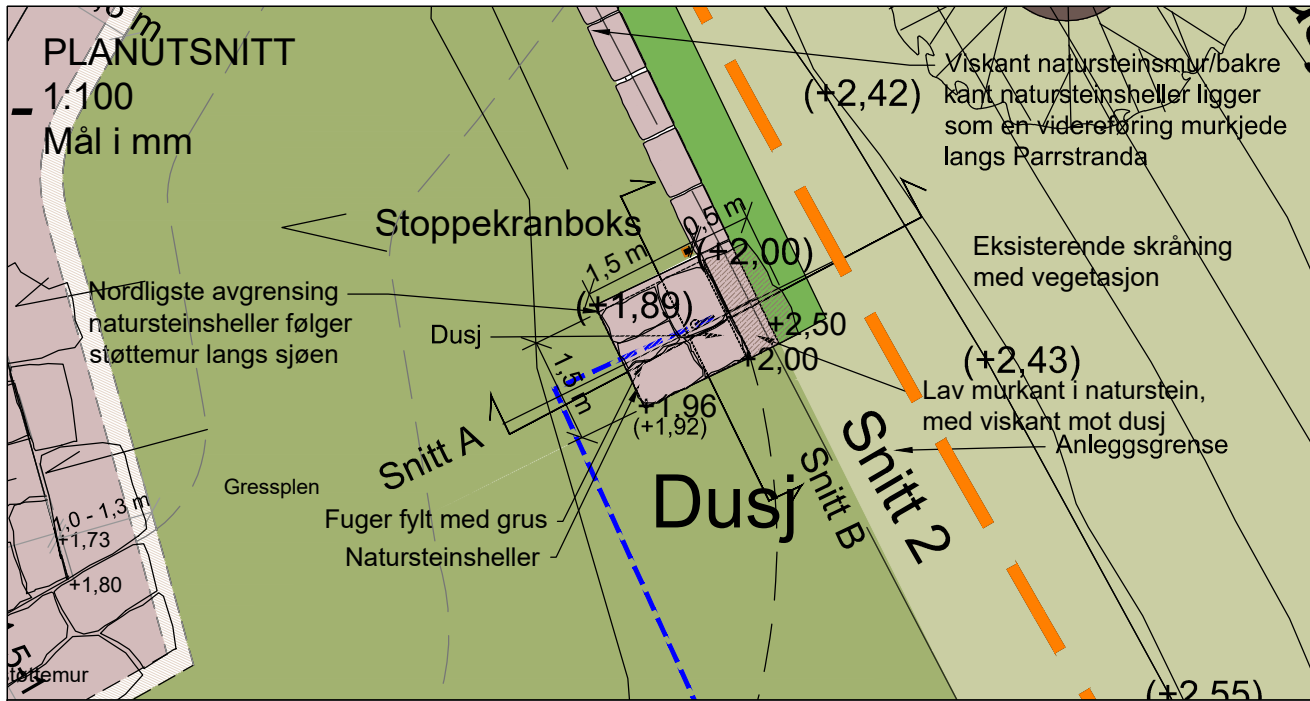 PLANUTSNITT
1:100
Mål i mm
Viskant natursteinsmur/bakre
kant natursteinsheller ligger
som en videreføring murkjede
langs Parrstranda
(+2,42)
Stoppekranboks
0,5 m
1,5 m
(+2,00)
Eksisterende skråning
med vegetasjon
Nordligste avgrensing
natursteinsheller følger
støttemur langs sjøen
(+1,89)
Dusj
+2,50
+2,00
(+2,43)
1,5 m
Lav murkant i naturstein,
med viskant mot dusj
+1,96
(+1,92)
Anleggsgrense
Snitt A
Snitt B
Snitt 2
Gressplen
Dusj
Fuger fylt med grus
Natursteinsheller
1,0 - 1,3 m
+1,73
+1,80
(+2,55)